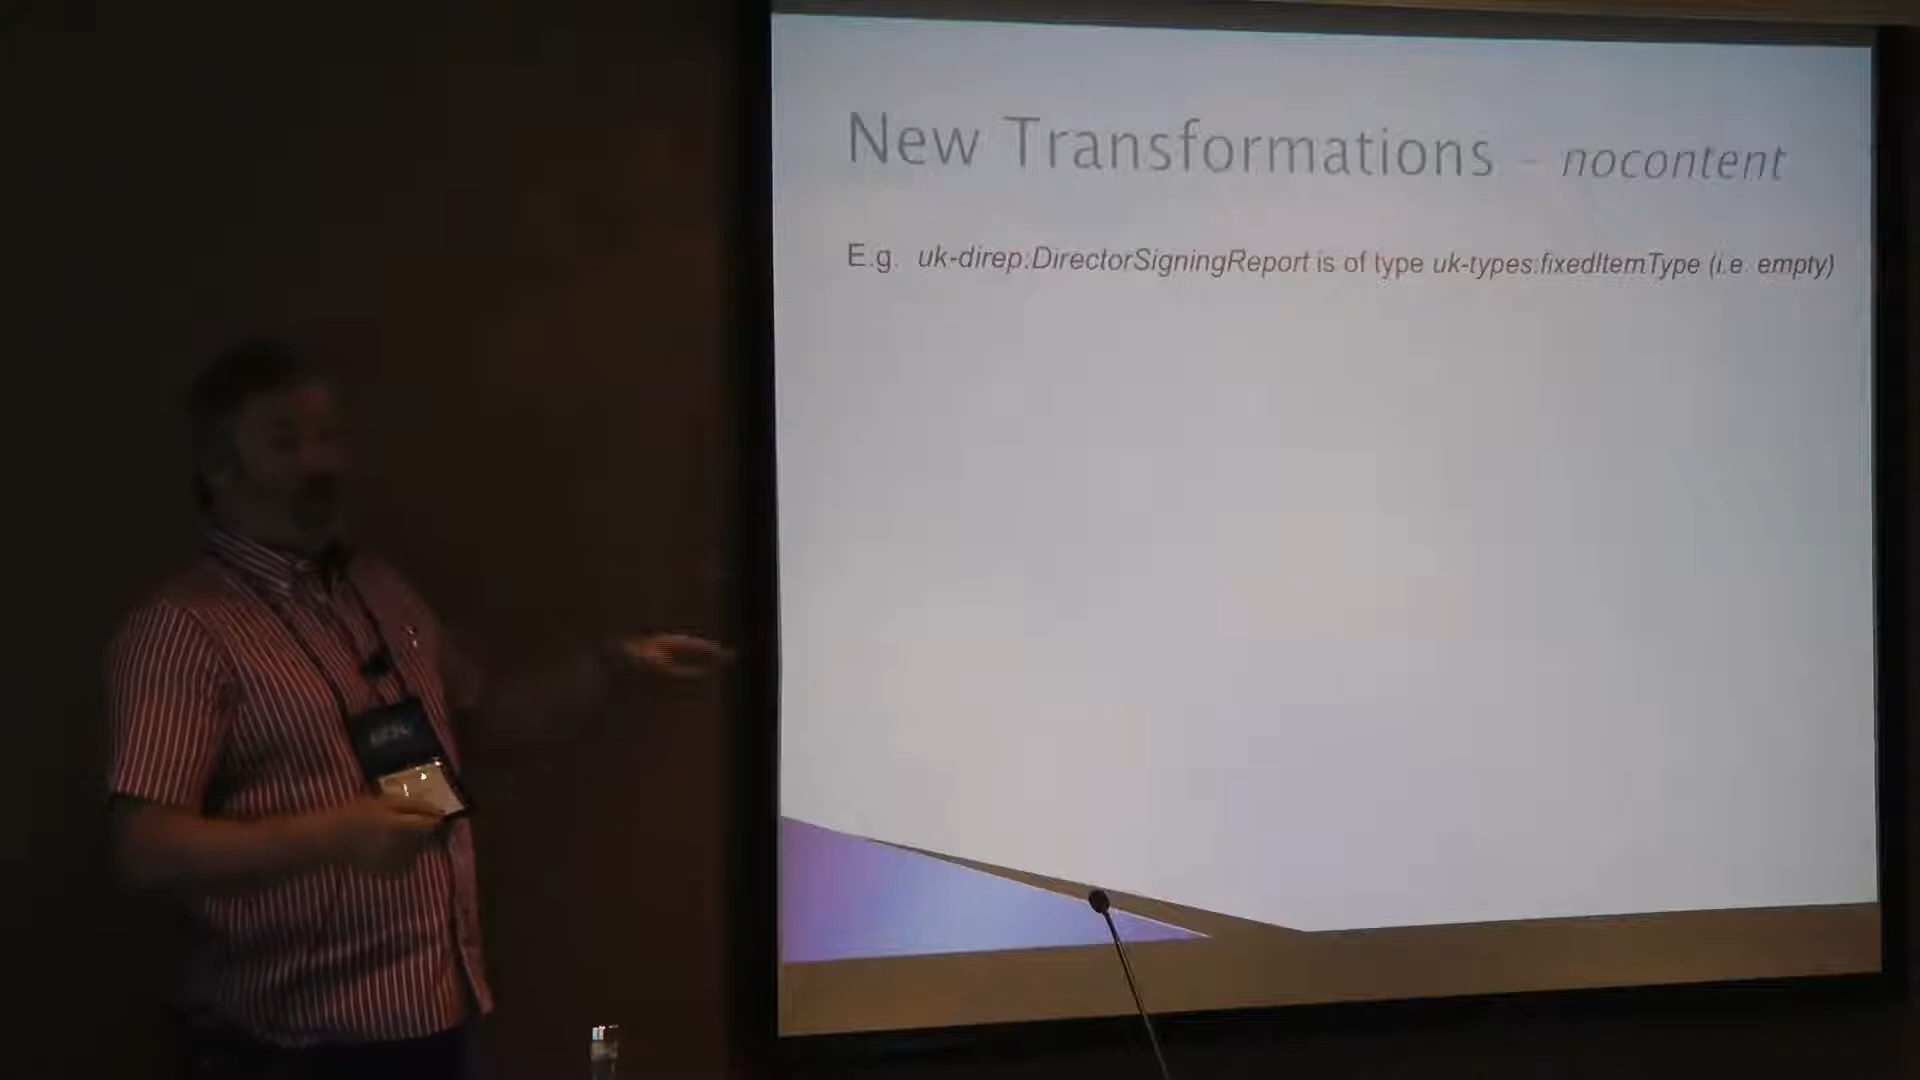 New Transformations – nocontent
E.g. uk-direp:DirectorSigningReport is of type uk-types:fixedItemType (i.e. empty)